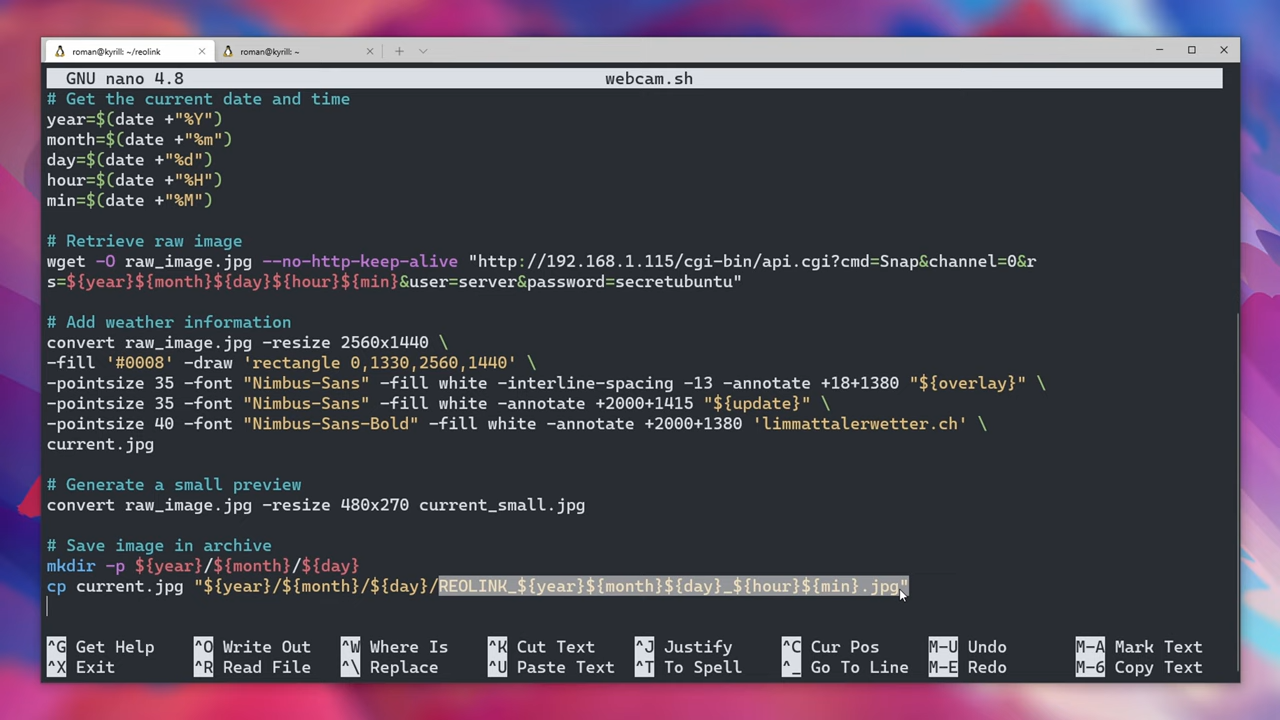 roman@kyrill: ~/reolink
roman@kyrill: ~
GNU nano 4.8 webcam.sh
# Get the current date and time
year=$(date +"%Y")
month=$(date +"%m")
day=$(date +"%d")
hour=$(date +"%H")
min=$(date +"%M")
# Retrieve raw image
wget -O raw_image.jpg --no-http-keep-alive "http://192.168.1.115/cgi-bin/api.cgi?cmd=Snap&channel=0&r
s=${year}${month}${day}${hour}${min}&user=server&password=secretubuntu"
# Add weather information
convert raw_image.jpg -resize 2560x1440 \
-fill '#0008' -draw 'rectangle 0,1330,2560,1440' \
-pointsize 35 -font "Nimbus-Sans" -fill white -interline-spacing -13 -annotate +18+1380 "${overlay}" \
-pointsize 35 -font "Nimbus-Sans" -fill white -annotate +2000+1415 "${update}" \
-pointsize 40 -font "Nimbus-Sans-Bold" -fill white -annotate +2000+1380 'limmattalerwetter.ch' \
current.jpg
# Generate a small preview
convert raw_image.jpg -resize 480x270 current_small.jpg
# Save image in archive
mkdir -p ${year}/${month}/${day}
cp current.jpg "${year}/${month}/${day}/REOLINK_${year}${month}${day}_${hour}${min}.jpg"
^G Get Help ^O Write Out ^W Where Is ^K Cut Text ^J Justify ^C Cur Pos M-U Undo M-A Mark Text
^X Exit ^R Read File ^\ Replace ^U Paste Text ^T To Spell ^_ Go To Line M-E Redo M-6 Copy Text